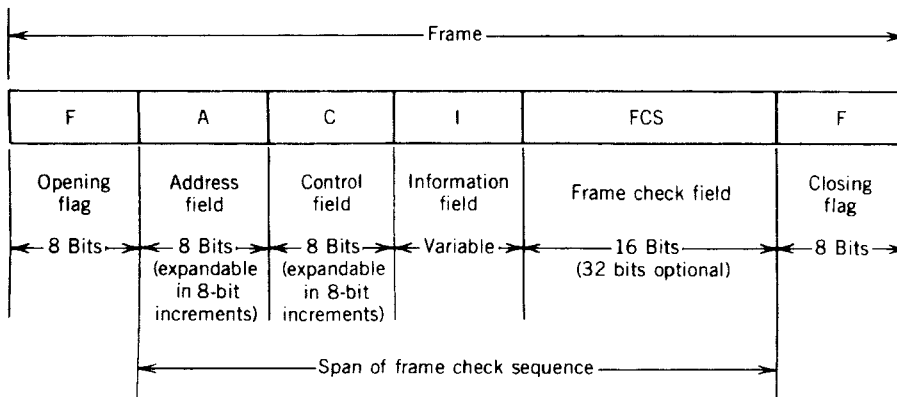 Frame
F A C I FCS F
Opening Address Control Information Frame check field Closing
flag field field field flag
8 Bits 8 Bits 8 Bits Variable 16 Bits 8 Bits
(expandable (expandable (32 bits optional)
in 8-bit in 8-bit
increments) increments)
Span of frame check sequence